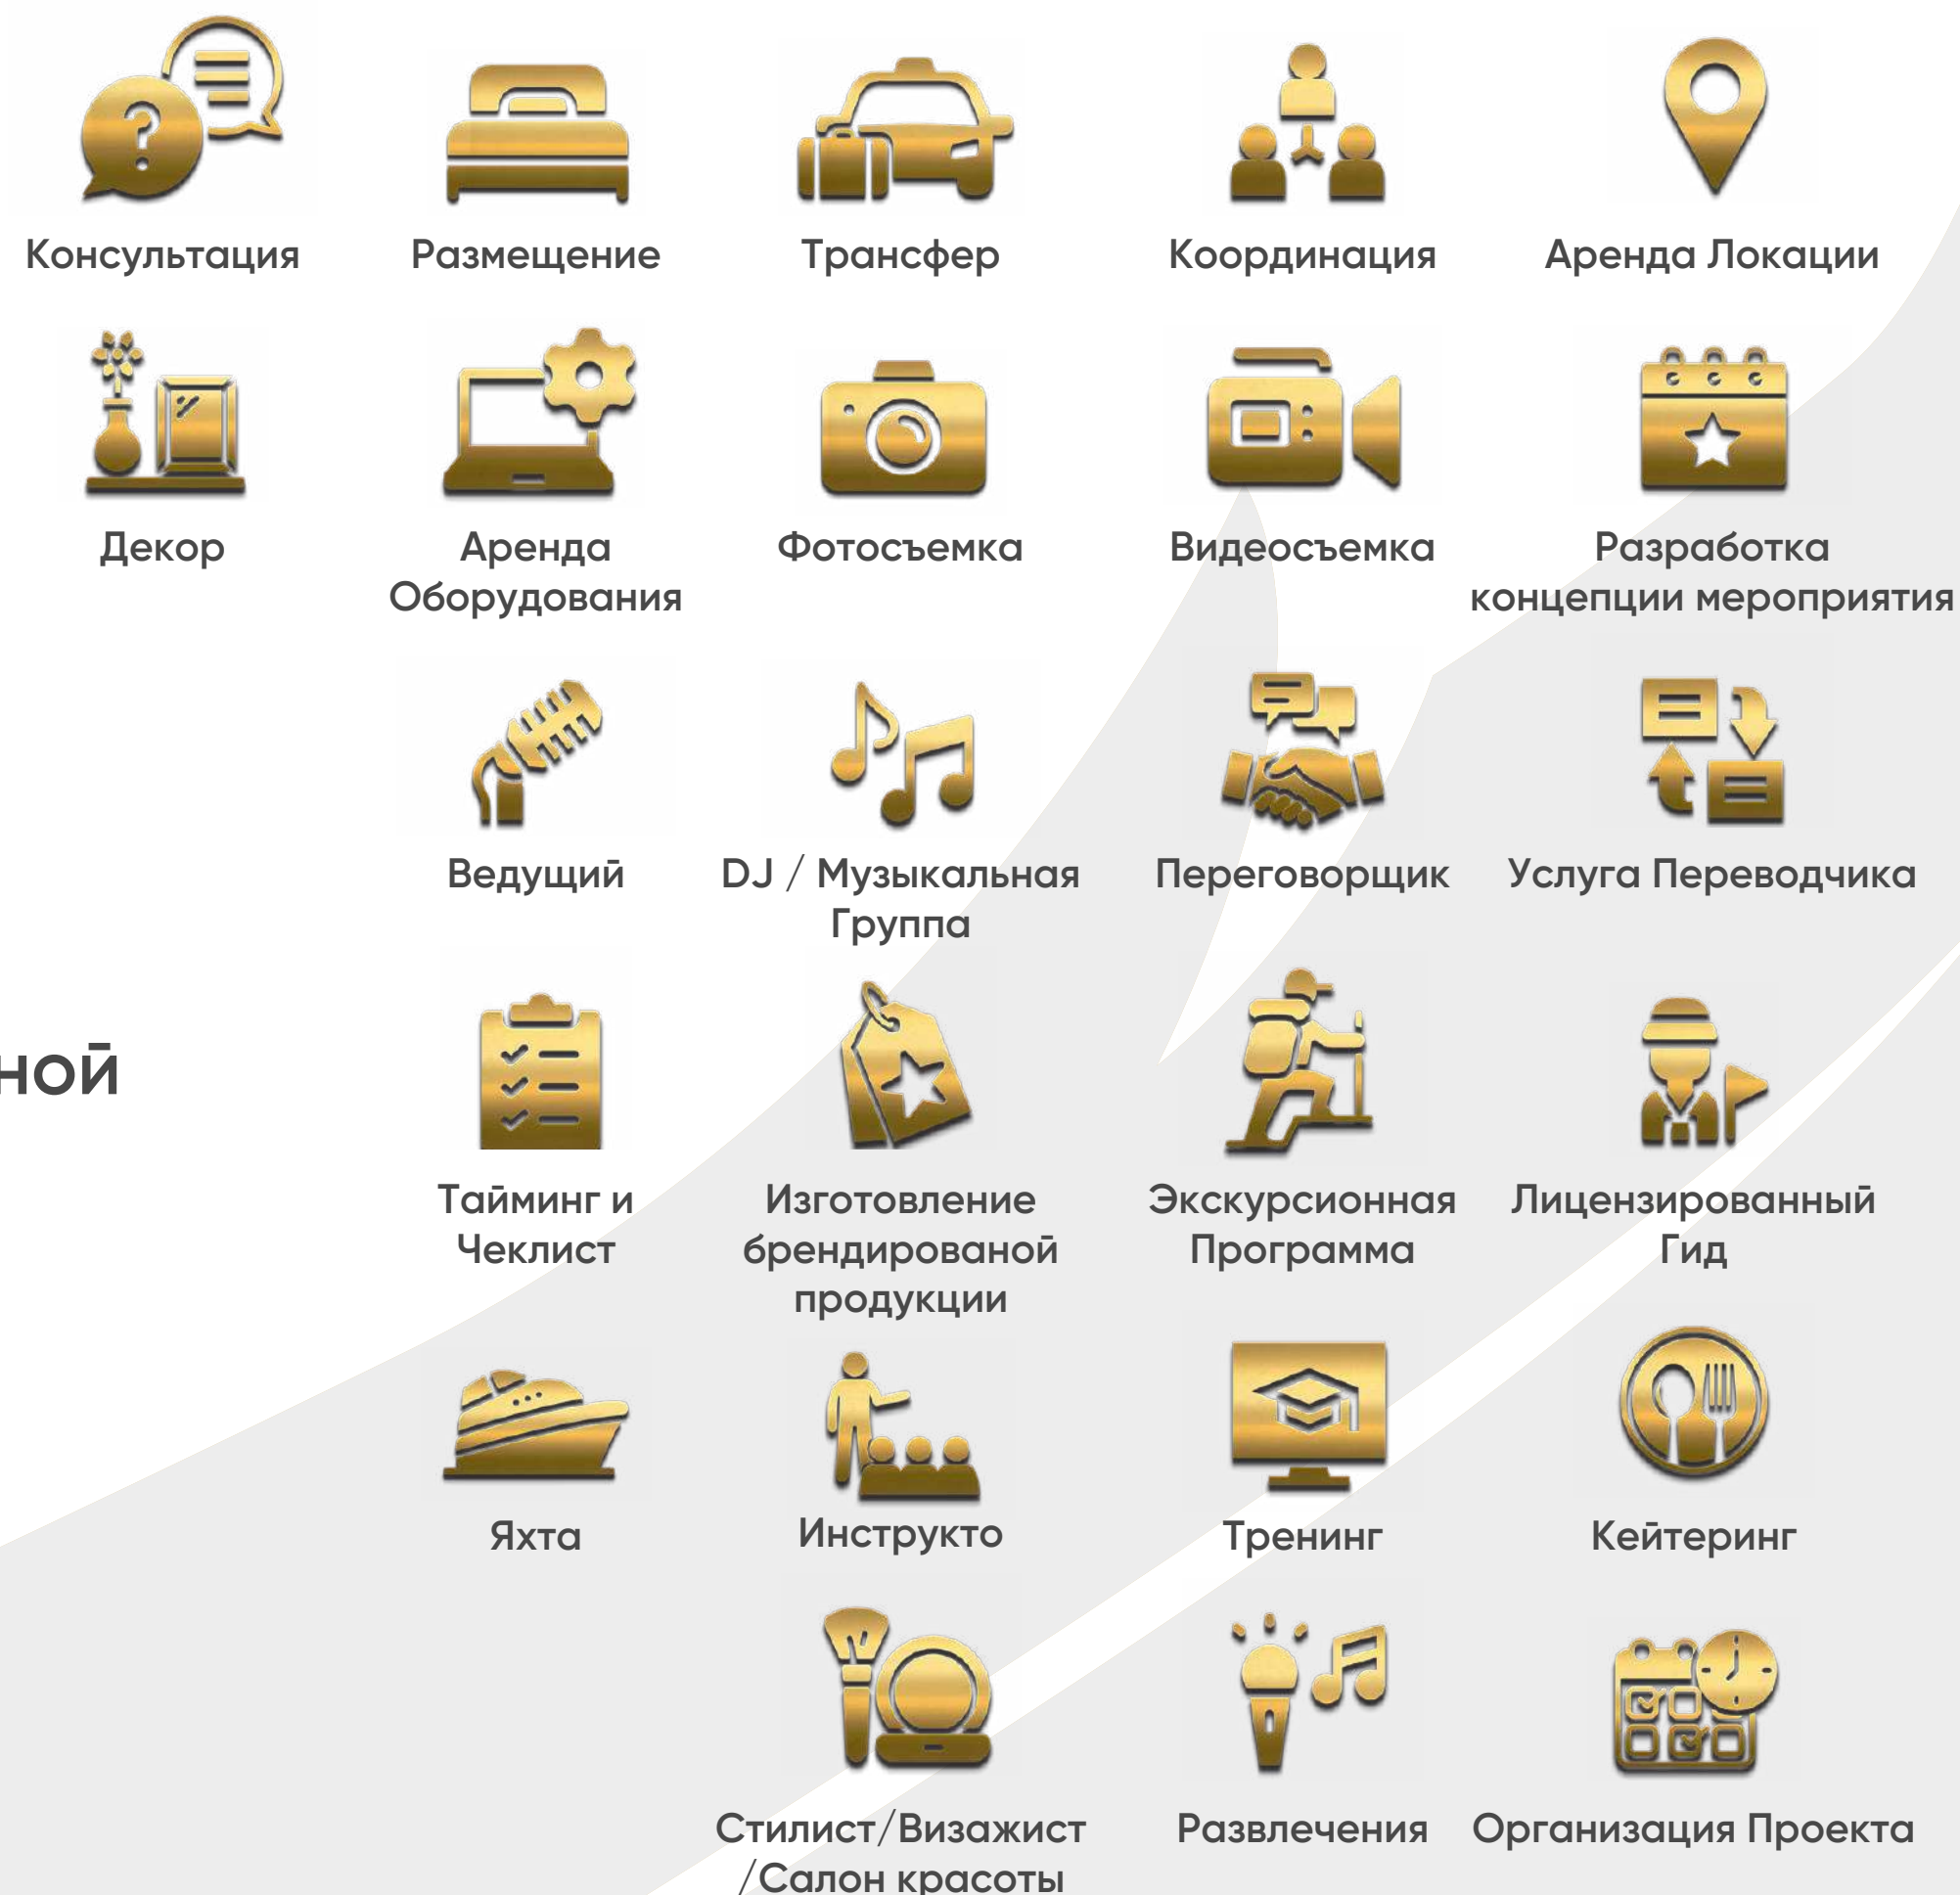 Консультация
Размещение
Трансфер
Координация
Аренда Локации
Декор
Аренда
Оборудования
Фотосъемка
Видеосъемка
Разработка
концепции мероприятия
Ведущий
DJ / Музыкальная
Группа
Переговорщик
Услуга Переводчика
ной
Тайминг и
Чеклист
Изготовление
брендированой
продукции
Экскурсионная
Программа
Лицензированный
Гид
Яхта
Инструкто
Тренинг
Кейтеринг
Стилист/Визажист
/Салон красоты
Развлечения
Организация Проекта